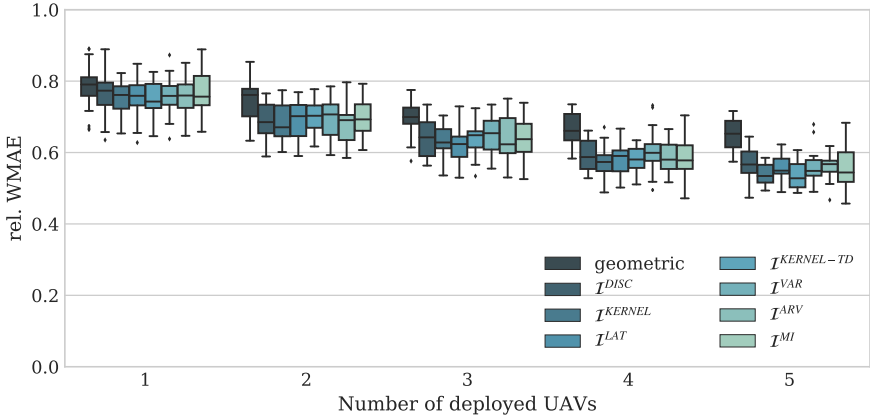 1.0
0.8
0.6
0.4
0.2
0.0
rel. WMAE
geometric
I^DISC
I^KERNEL
I^LAT
I^KERNEL−TD
I^VAR
I^ARV
I^MI
1 2 3 4 5
Number of deployed UAVs